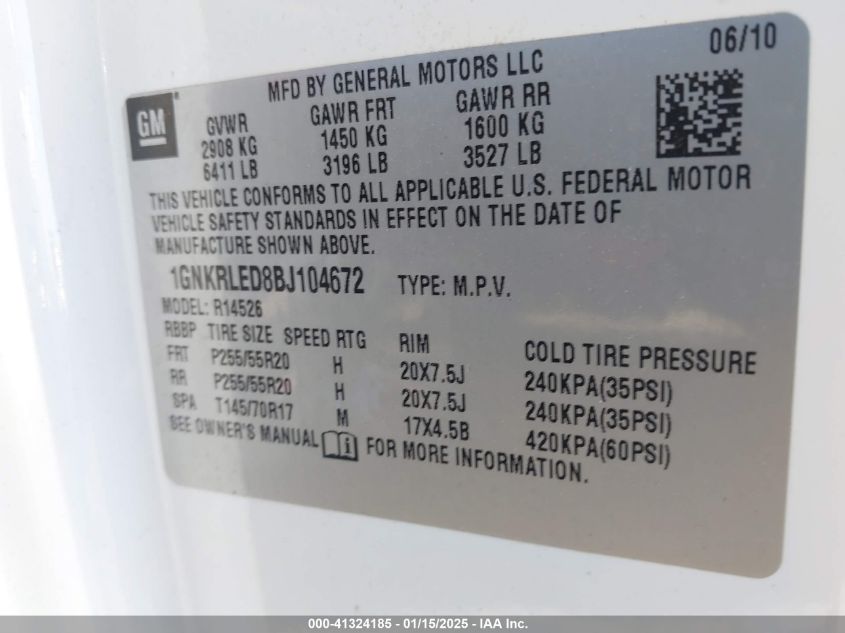 06/10
MFD BY GENERAL MOTORS LLC
GM
GVWR GAWR FRT GAWR RR
2908 KG 1450 KG 1600 KG
6411 LB 3196 LB 3527 LB
THIS VEHICLE CONFORMS TO ALL APPLICABLE U.S. FEDERAL MOTOR
VEHICLE SAFETY STANDARDS IN EFFECT ON THE DATE OF
MANUFACTURE SHOWN ABOVE.
1GNKRLED8BJ104672 TYPE: M.P.V.
MODEL: R14526
RBBP TIRE SIZE SPEED RTG RIM COLD TIRE PRESSURE
FRT P255/55R20 H 20X7.5J 240KPA(35PSI)
RR P255/55R20 H 20X7.5J 240KPA(35PSI)
SPA T145/70R17 M 17X4.5B 420KPA(60PSI)
SEE OWNER'S MANUAL i FOR MORE INFORMATION.
000-41324185 - 01/15/2025 - IAA Inc.